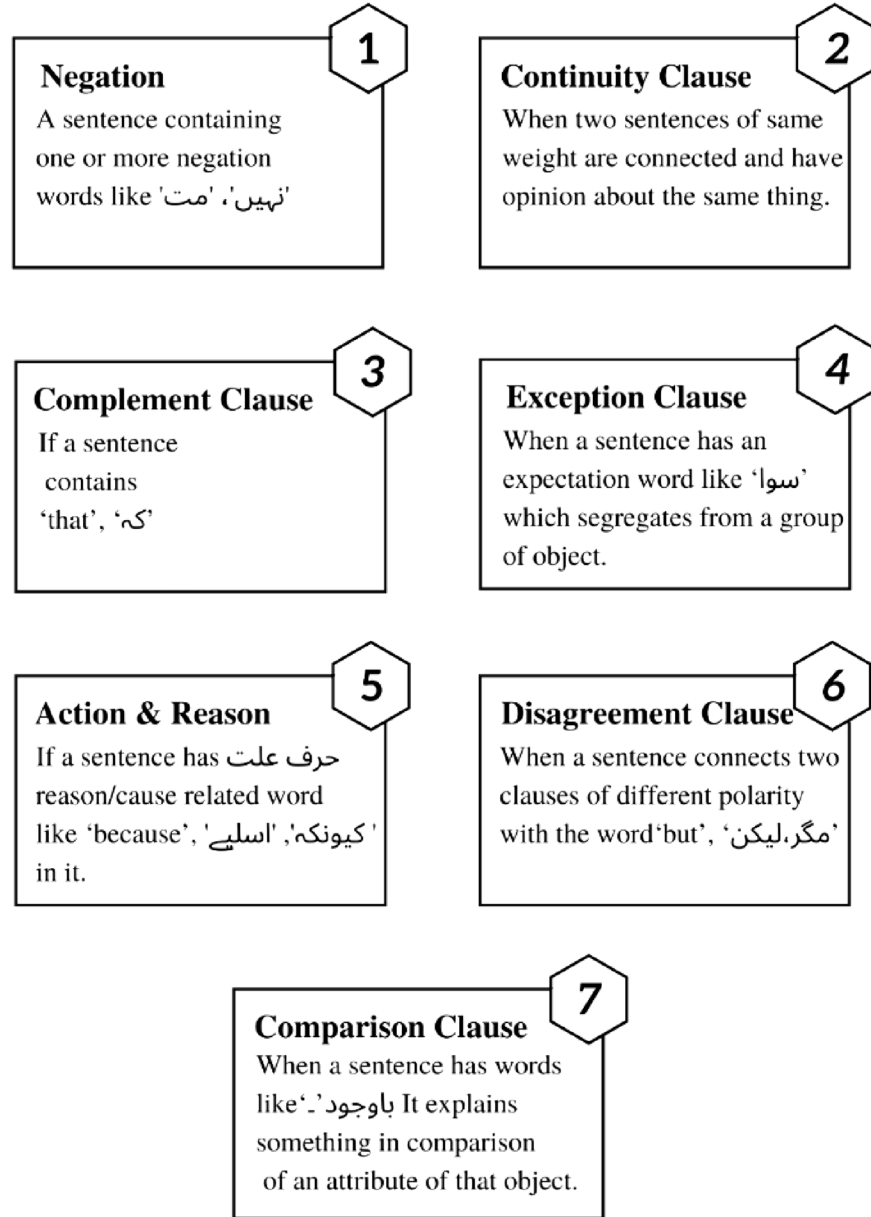 1
Negation
A sentence containing
one or more negation
words like 'نہیں'، 'مت'
2
Continuity Clause
When two sentences of same
weight are connected and have
opinion about the same thing.
3
Complement Clause
If a sentence
contains
‘that’, ‘کہ’
4
Exception Clause
When a sentence has an
expectation word like ‘سوا’
which segregates from a group
of object.
5
Action & Reason
If a sentence has حرف علت
reason/cause related word
like ‘because’, 'اسلیے', 'کیونکہ '
in it.
6
Disagreement Clause
When a sentence connects two
clauses of different polarity
with the word‘but’, ‘مگر،لیکن’
7
Comparison Clause
When a sentence has words
like‘۔’باوجود It explains
something in comparison
of an attribute of that object.